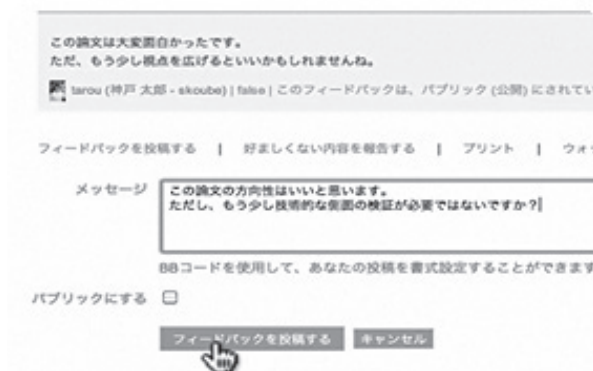 この論文は大変面白かったです。
ただ、もう少し視点を広げるといいかもしれませんね。
tarou (神戸 太郎 - skoube) | false | このフィードバックは、パブリック (公開) にされてい
フィードバックを投稿する | 好ましくない内容を報告する | プリント | ウォッ
メッセージ
この論文の方向性はいいと思います。
ただし、もう少し技術的な側面の検証が必要ではないですか?
BBコードを使用して、あなたの投稿を書式設定することができます
パブリックにする
フィードバックを投稿する キャンセル